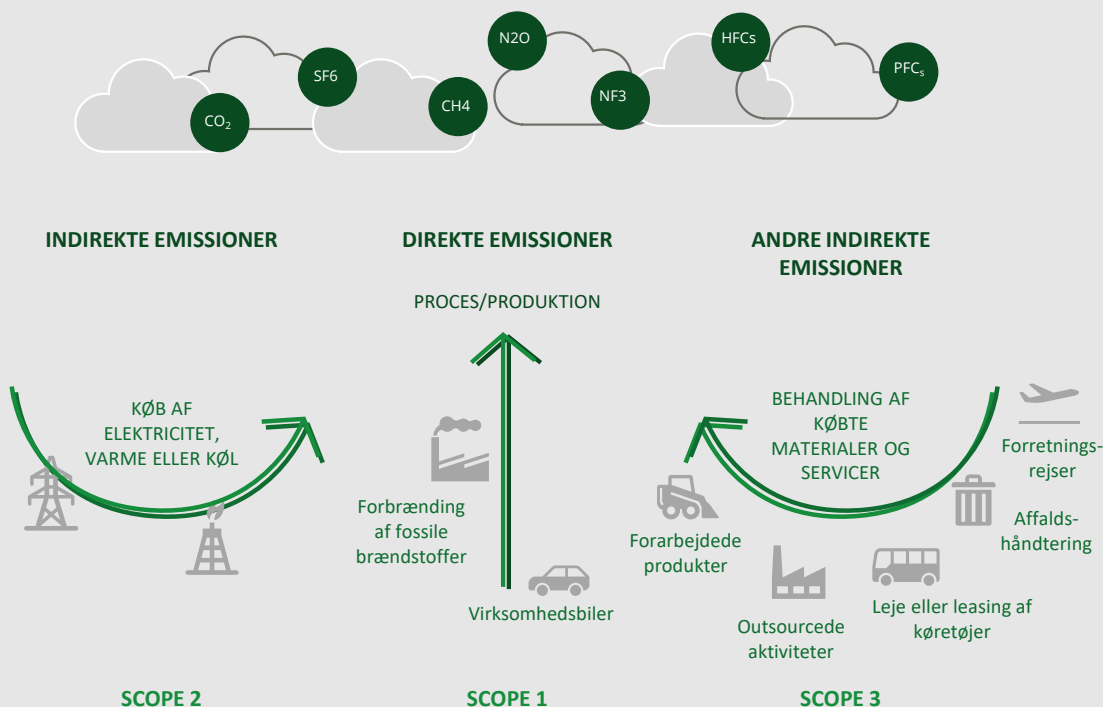 N2O
HFCs
SF6
PFCs
CH4
NF3
CO₂
INDIREKTE EMISSIONER
KØB AF
ELEKTRICITET,
VARME ELLER KØL
SCOPE 2
DIREKTE EMISSIONER
PROCES/PRODUKTION
Forbrænding
af fossile
brændstoffer
Virksomhedsbiler
SCOPE 1
ANDRE INDIREKTE
EMISSIONER
BEHANDLING AF
KØBTE
MATERIALER OG
SERVICER
Forretnings-
rejser
Affalds-
håndtering
Forarbejdede
produkter
Leje eller leasing af
køretøjer
Outsourcede
aktiviteter
SCOPE 3